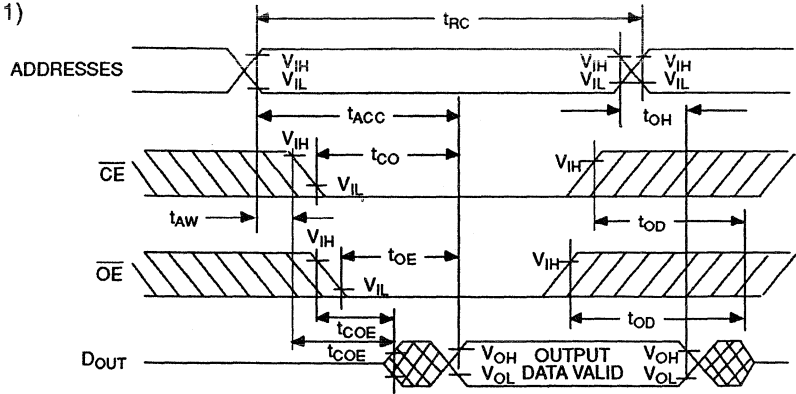 1)
tRC
ADDRESSES
VIH VIH VIH
VIL VIL VIL
tACC tOH
VIH tCO VIH
CE VIL
tAW tOD
VIH tOE VIH
OE VIL
tCOE tOD
tCOE
DOUT VOH OUTPUT VOH
VOL DATA VALID VOL